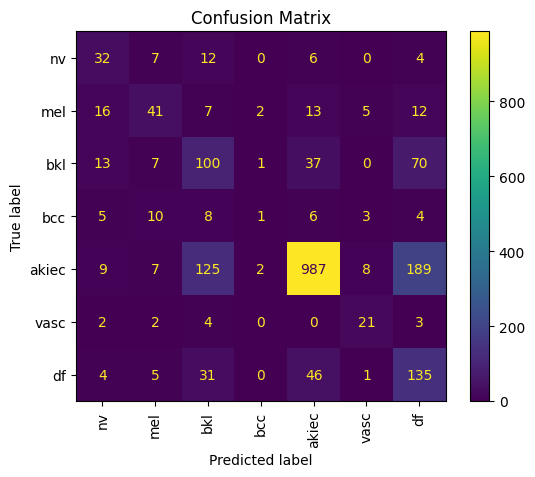 Confusion Matrix
True label
nv 32 7 12 0 6 0 4
mel 16 41 7 2 13 5 12
bkl 13 7 100 1 37 0 70
bcc 5 10 8 1 6 3 4
akiec 9 7 125 2 987 8 189
vasc 2 2 4 0 0 21 3
df 4 5 31 0 46 1 135
nv mel bkl bcc akiec vasc df
Predicted label
800
600
400
200
0